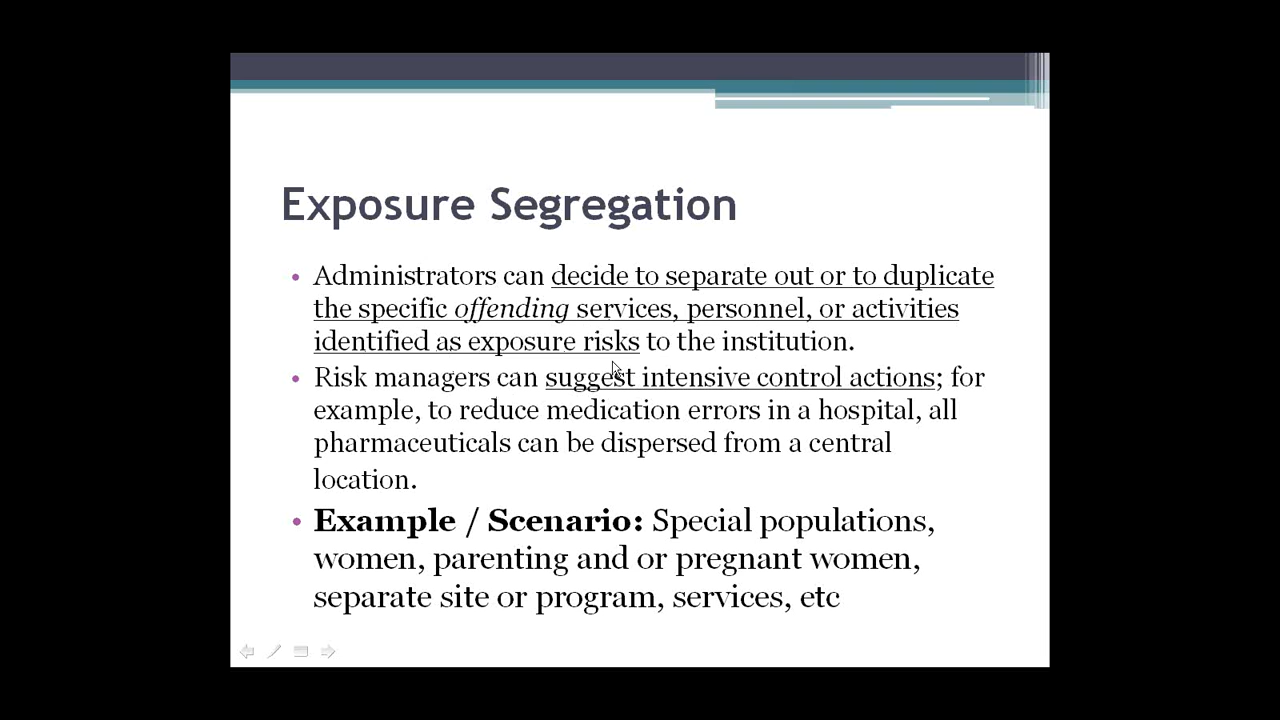 Exposure Segregation
• Administrators can decide to separate out or to duplicate
the specific offending services, personnel, or activities
identified as exposure risks to the institution.
• Risk managers can suggest intensive control actions; for
example, to reduce medication errors in a hospital, all
pharmaceuticals can be dispersed from a central
location.
• Example / Scenario: Special populations,
women, parenting and or pregnant women,
separate site or program, services, etc